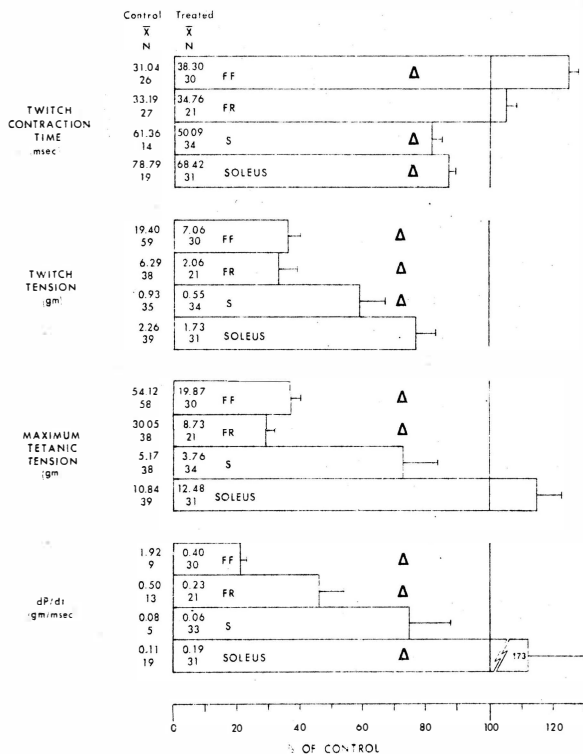 Control Treated
X̄ X̄
N N
TWITCH
CONTRACTION
TIME
msec
31.04 38.30
26 30 FF Δ
33.19 34.76
27 21 FR
61.36 50.09
14 34 S Δ
78.79 68.42
19 31 SOLEUS Δ
TWITCH
TENSION
(gm)
19.40 7.06
59 30 FF Δ
6.29 2.06
38 21 FR Δ
0.93 0.55
35 34 S Δ
2.26 1.73
39 31 SOLEUS
MAXIMUM
TETANIC
TENSION
gm
54.12 19.87
58 30 FF Δ
30.05 8.73
38 21 FR Δ
5.17 3.76
38 34 S
10.84 12.48
39 31 SOLEUS
dP/dt
gm/msec
1.92 0.40
9 30 FF Δ
0.50 0.23
13 21 FR Δ
0.08 0.06
5 33 S
0.11 0.19
19 31 SOLEUS Δ 173
0 20 40 60 80 100 120
% OF CONTROL